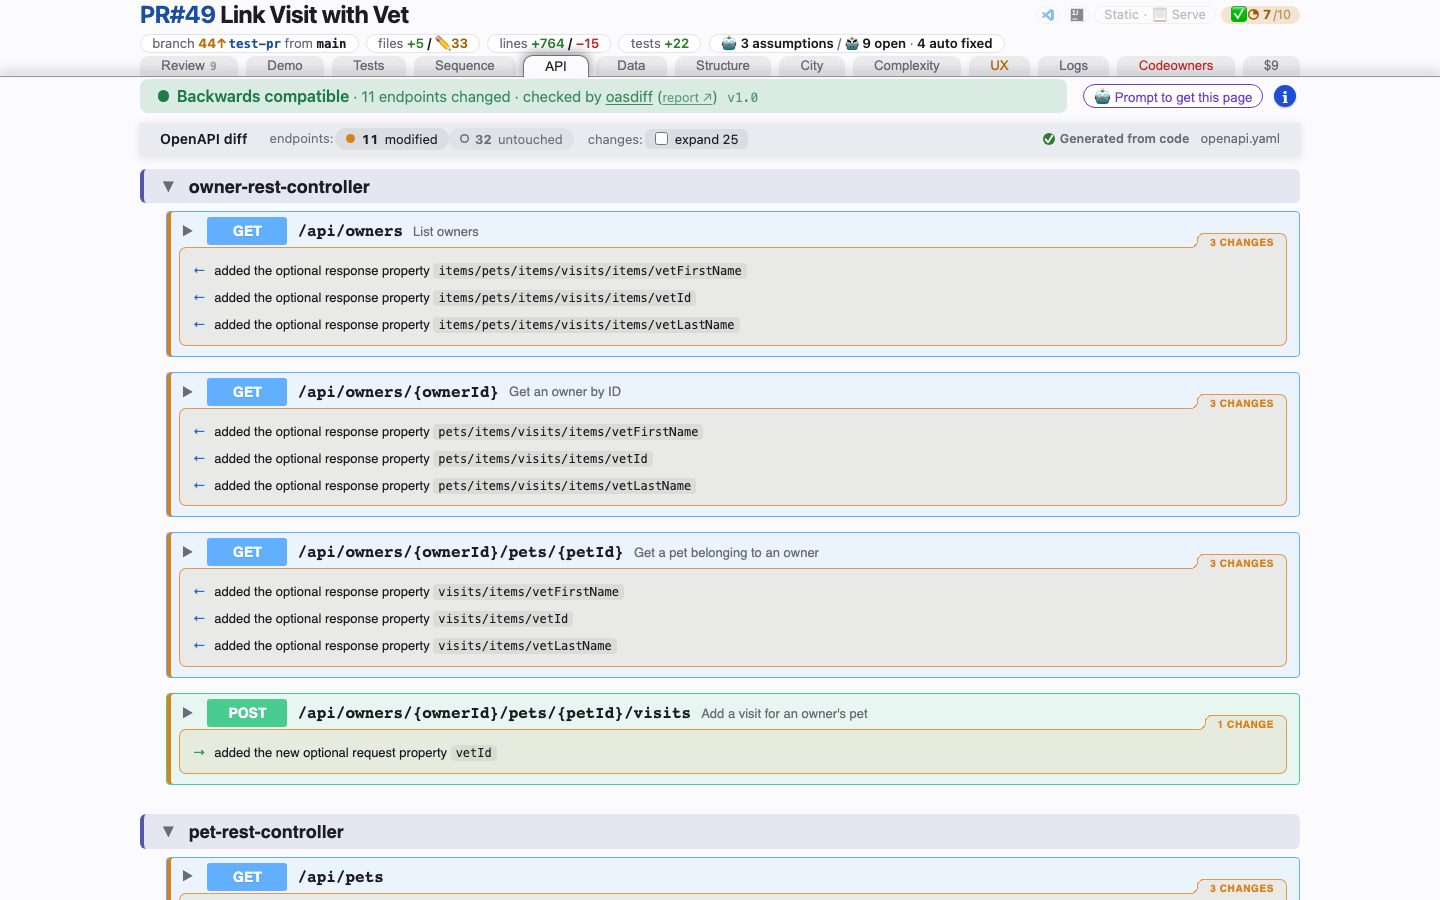 PR#49 Link Visit with Vet
Static · Serve
7 /10
branch 44↑ test-pr from main
files +5 / 33
lines +764 / −15
tests +22
3 assumptions / 9 open · 4 auto fixed
Review 9
Demo
Tests
Sequence
API
Data
Structure
City
Complexity
UX
Logs
Codeowners
$9
Backwards compatible · 11 endpoints changed · checked by oasdiff (report ↗) v1.0
Prompt to get this page
i
OpenAPI diff
endpoints: 11 modified 32 untouched
changes: expand 25
Generated from code openapi.yaml
▼ owner-rest-controller
▶ GET /api/owners List owners
3 CHANGES
← added the optional response property items/pets/items/visits/items/vetFirstName
← added the optional response property items/pets/items/visits/items/vetId
← added the optional response property items/pets/items/visits/items/vetLastName
▶ GET /api/owners/{ownerId} Get an owner by ID
3 CHANGES
← added the optional response property pets/items/visits/items/vetFirstName
← added the optional response property pets/items/visits/items/vetId
← added the optional response property pets/items/visits/items/vetLastName
▶ GET /api/owners/{ownerId}/pets/{petId} Get a pet belonging to an owner
3 CHANGES
← added the optional response property visits/items/vetFirstName
← added the optional response property visits/items/vetId
← added the optional response property visits/items/vetLastName
▶ POST /api/owners/{ownerId}/pets/{petId}/visits Add a visit for an owner's pet
1 CHANGE
→ added the new optional request property vetId
▼ pet-rest-controller
▶ GET /api/pets
3 CHANGES